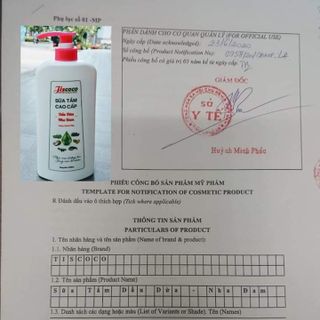 Phụ lục số 01 -MP
PHẦN DÀNH CHO CƠ QUAN QUẢN LÝ (FOR OFFICIAL USE)
Ngày cấp (Date acknowledged):
Số công bố (Product Notification No):
Phiếu công bố có giá trị 05 năm kể từ ngày cấp
GIÁM ĐỐC
SỞ
Y TẾ
Huỳnh Minh Phúc
Tiscoco
SỮA TẮM
CAO CẤP
PHIẾU CÔNG BỐ SẢN PHẨM MỸ PHẨM
TEMPLATE FOR NOTIFICATION OF COSMETIC PRODUCT
Đánh dấu vào ô thích hợp (Tick where applicable)
THÔNG TIN SẢN PHẨM
PARTICULARS OF PRODUCT
1. Tên nhãn hàng và tên sản phẩm (Name of brand & product):
1.1. Nhãn hàng (Brand)
T I S C O C O
1.2. Tên sản phẩm (Product Name)
S ữ a T ắ m D ầ u D ừ a - N h a Đ a m
1.3. Danh sách các dạng hoặc màu (List of Variants or Shade). Tên (Names)